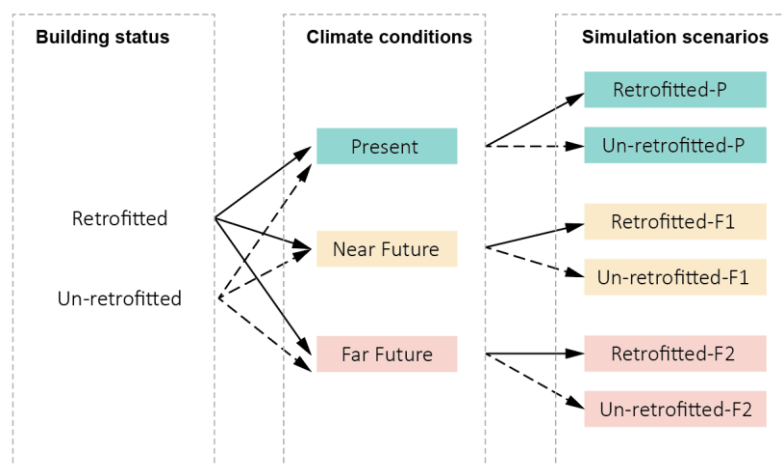 Building status
Climate conditions
Simulation scenarios
Retrofitted
Un-retrofitted
Present
Near Future
Far Future
Retrofitted-P
Un-retrofitted-P
Retrofitted-F1
Un-retrofitted-F1
Retrofitted-F2
Un-retrofitted-F2